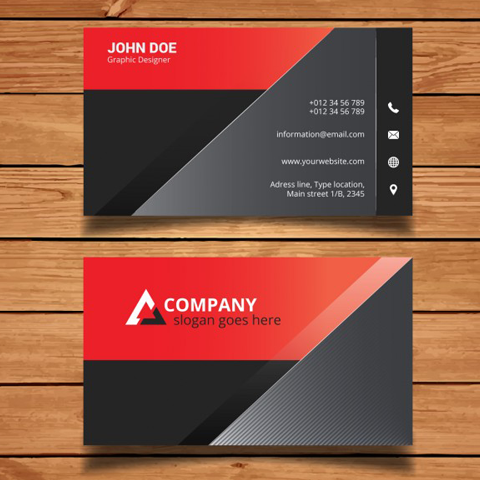 JOHN DOE
Graphic Designer
+012 34 56 789
+012 34 56 789
information@email.com
www.yourwebsite.com
Adress line, Type location,
Main street 1/B, 2345
COMPANY
slogan goes here